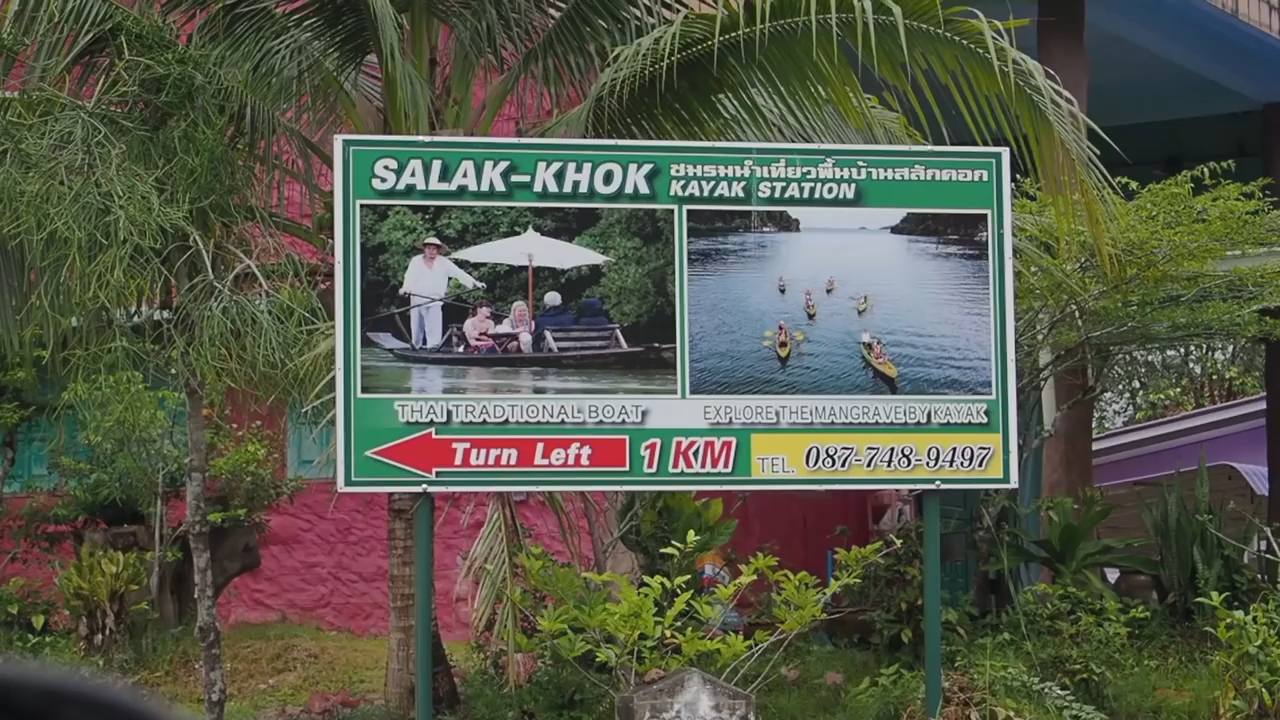 SALAK-KHOK
ชมรมนำเที่ยวพื้นบ้านสลักคอก
KAYAK STATION
THAI TRADTIONAL BOAT
EXPLORE THE MANGRAVE BY KAYAK
Turn Left
1 KM
TEL. 087-748-9497